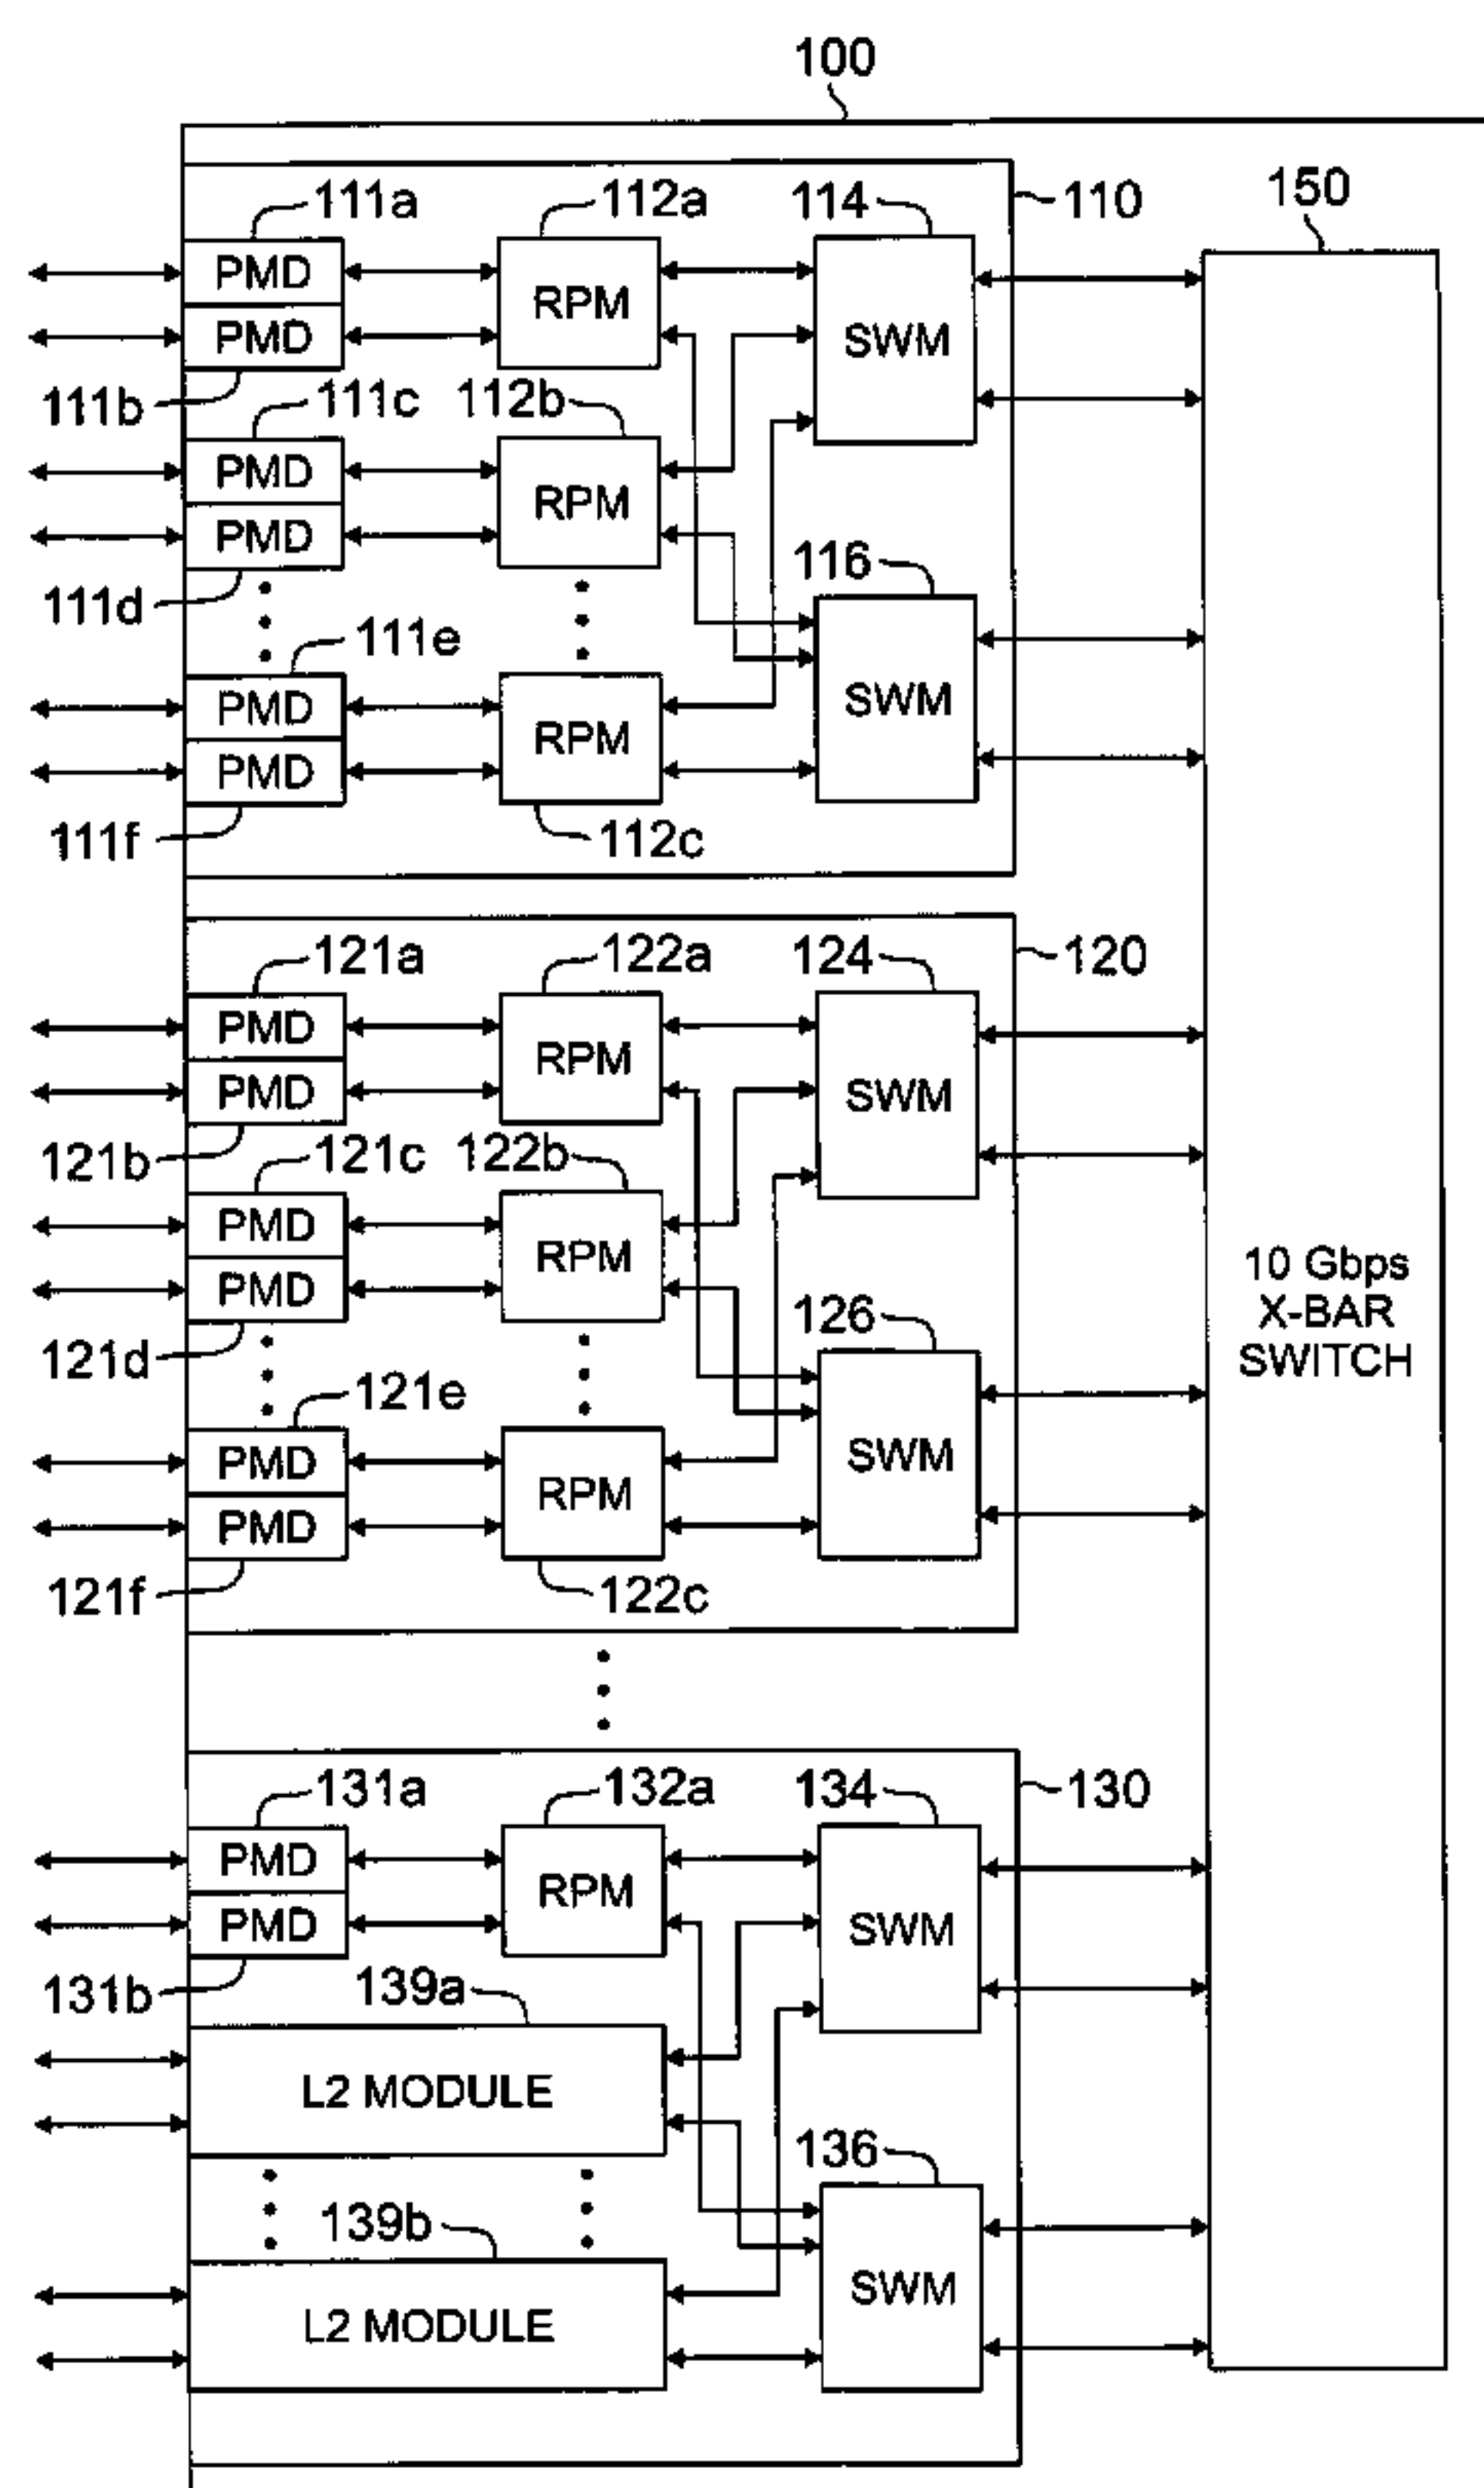 100
111a 112a 114 110 150
PMD
PMD
RPM
SWM
111b 111c 112b
PMD
PMD
RPM
111d 116
111e
PMD
PMD
RPM
SWM
111f 112c
121a 122a 124 120
PMD
PMD
RPM
SWM
121b 121c 122b
PMD
PMD
RPM
10 Gbps
X-BAR
SWITCH
121d 126
121e
PMD
PMD
RPM
SWM
121f 122c
131a 132a 134 130
PMD
PMD
RPM
SWM
131b 139a
L2 MODULE
136
139b
L2 MODULE
SWM